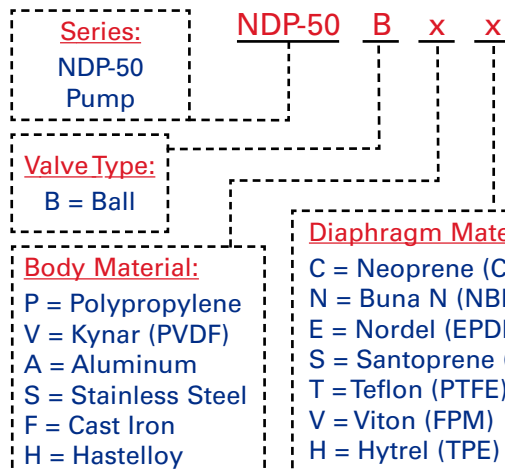 NDP-50 B x x
Series:
NDP-50
Pump
Valve Type:
B = Ball
Body Material:
P = Polypropylene
V = Kynar (PVDF)
A = Aluminum
S = Stainless Steel
F = Cast Iron
H = Hastelloy
Diaphragm
C = Neoprene
N = Buna N
E = Nordel
S = Santoprene
T = Teflon (PTFE)
V = Viton (FPM)
H = Hytrel (TPE)